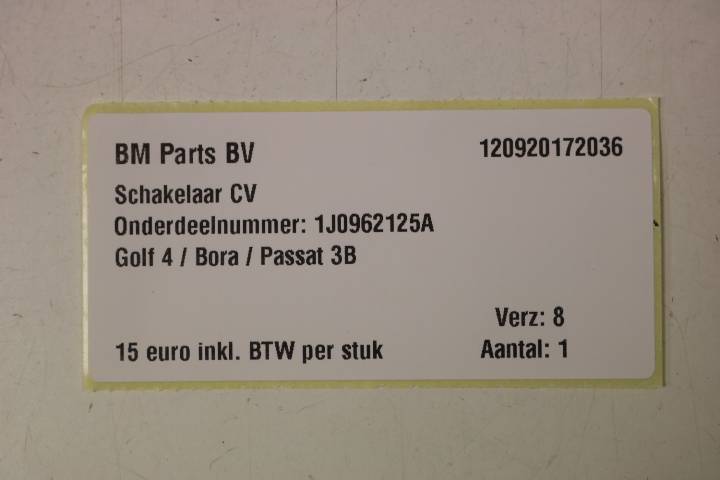 BM Parts BV 120920172036
Schakelaar CV
Onderdeelnummer: 1J0962125A
Golf 4 / Bora / Passat 3B
Verz: 8
15 euro inkl. BTW per stuk Aantal: 1